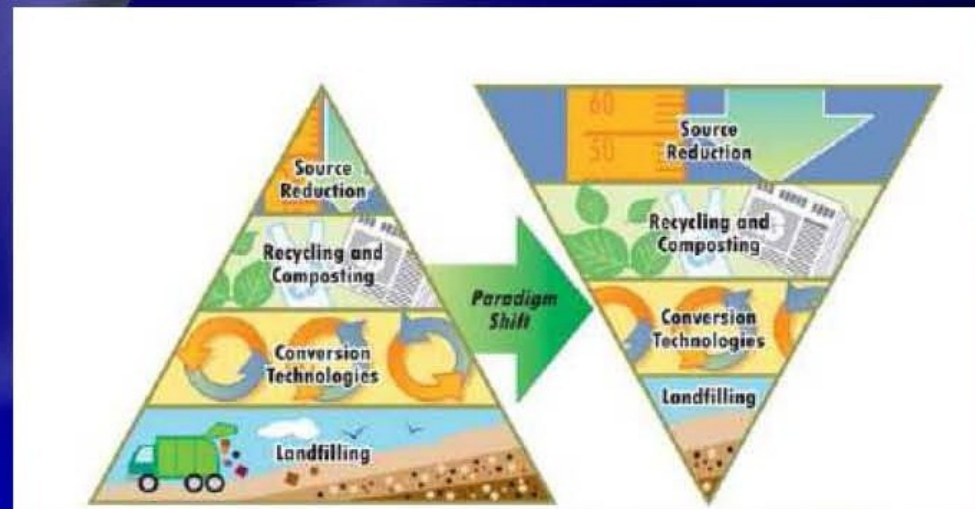 Source
Reduction
Recycling and
Composting
Conversion
Technologies
Landfilling
Paradigm
Shift
60
50
Source
Reduction
Recycling and
Composting
Conversion
Technologies
Landfilling